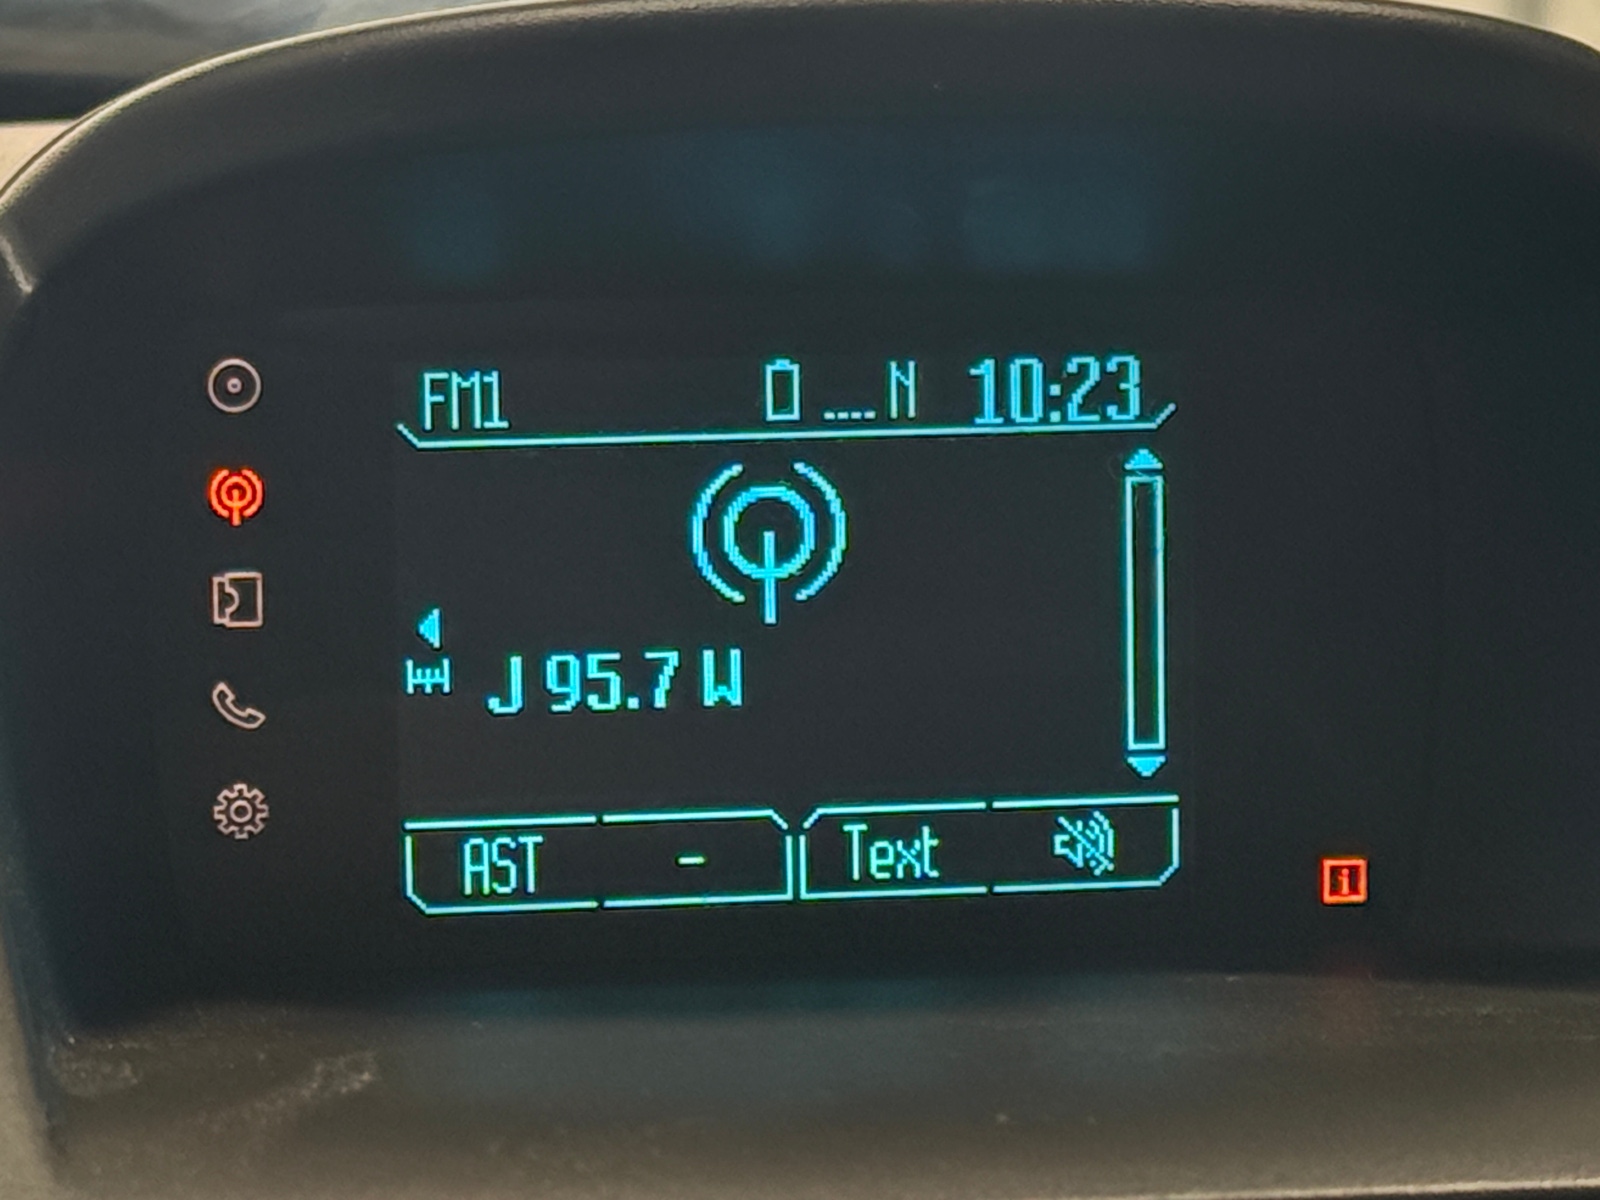 FM1 .... N 10:23
J 95.7 W
AST - Text
i